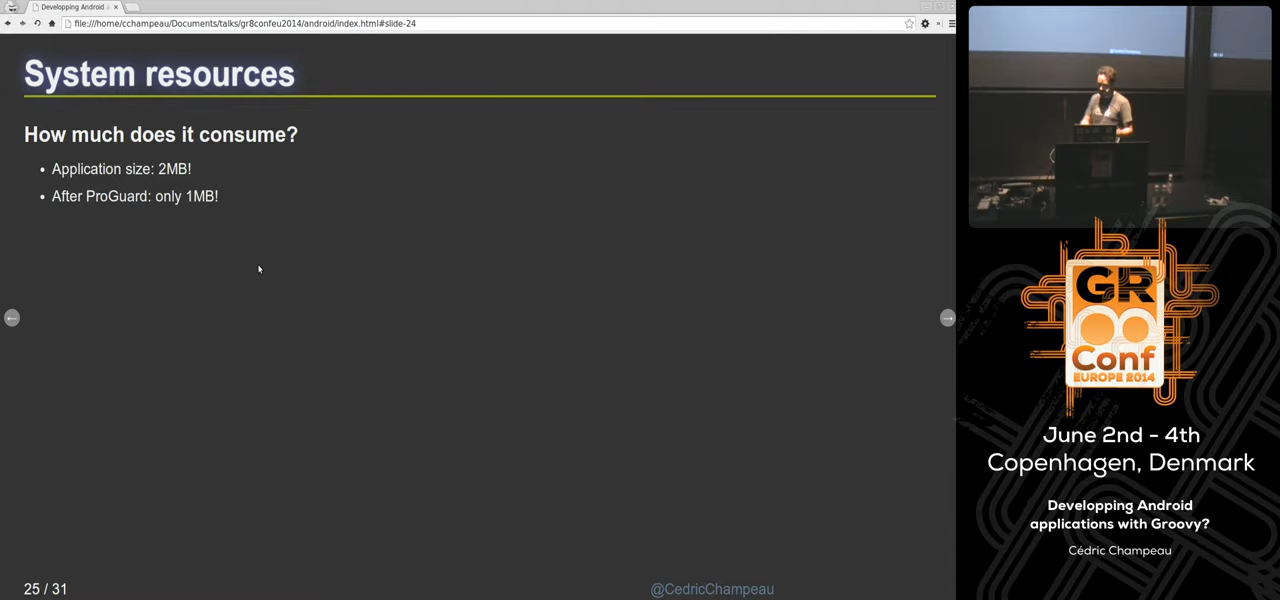 Developping Android
file:///home/cchampeau/Documents/talks/gr8confeu2014/android/index.html#slide-24
System resources
How much does it consume?
• Application size: 2MB!
• After ProGuard: only 1MB!
25 / 31
@CedricChampeau
GR8
Conf
EUROPE 2014
June 2nd - 4th
Copenhagen, Denmark
Developping Android
applications with Groovy?
Cédric Champeau